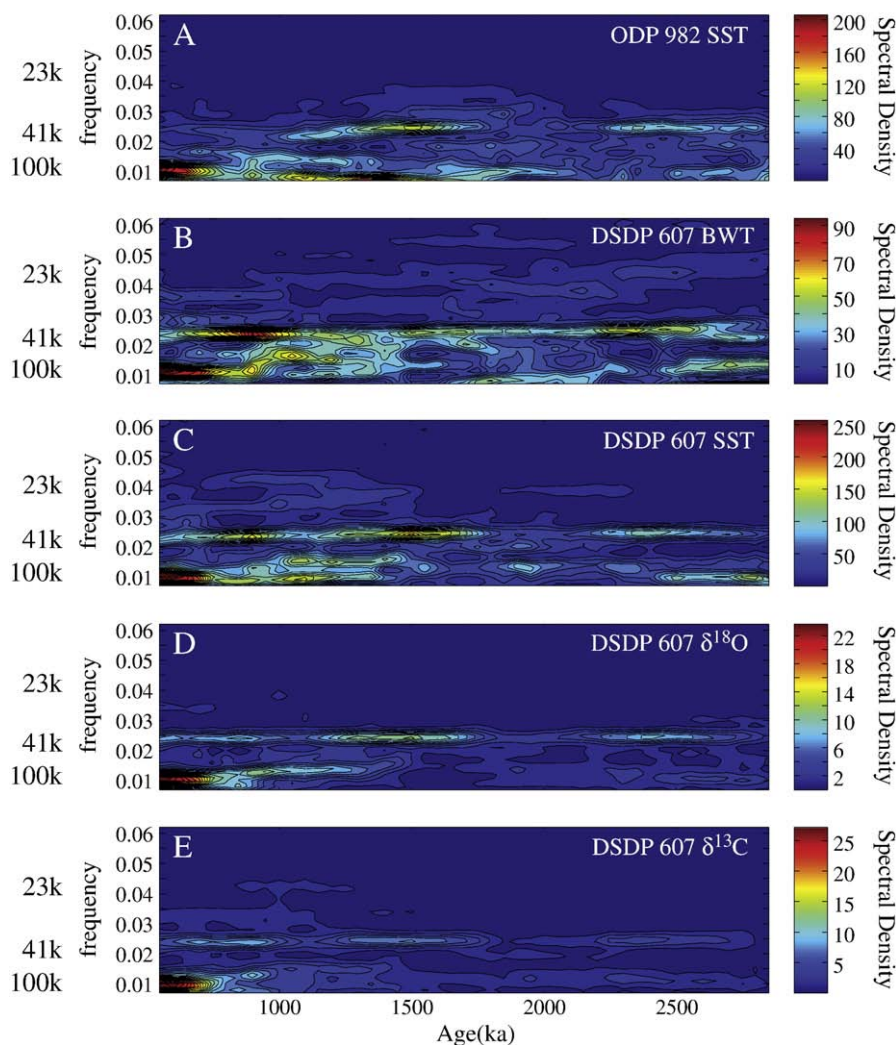 A
ODP 982 SST
0.06
0.05
23k
0.04
frequency
0.03
41k
0.02
100k
0.01
200
160
120
80
40
Spectral Density
B
DSDP 607 BWT
0.06
0.05
23k
0.04
frequency
0.03
41k
0.02
100k
0.01
90
70
50
30
10
Spectral Density
C
DSDP 607 SST
0.06
0.05
23k
0.04
frequency
0.03
41k
0.02
100k
0.01
250
200
150
100
50
Spectral Density
D
DSDP 607 δ¹⁸O
0.06
0.05
23k
0.04
frequency
0.03
41k
0.02
100k
0.01
22
18
14
10
6
2
Spectral Density
E
DSDP 607 δ¹³C
0.06
0.05
23k
0.04
frequency
0.03
41k
0.02
100k
0.01
25
20
15
10
5
Spectral Density
1000 1500 2000 2500
Age(ka)